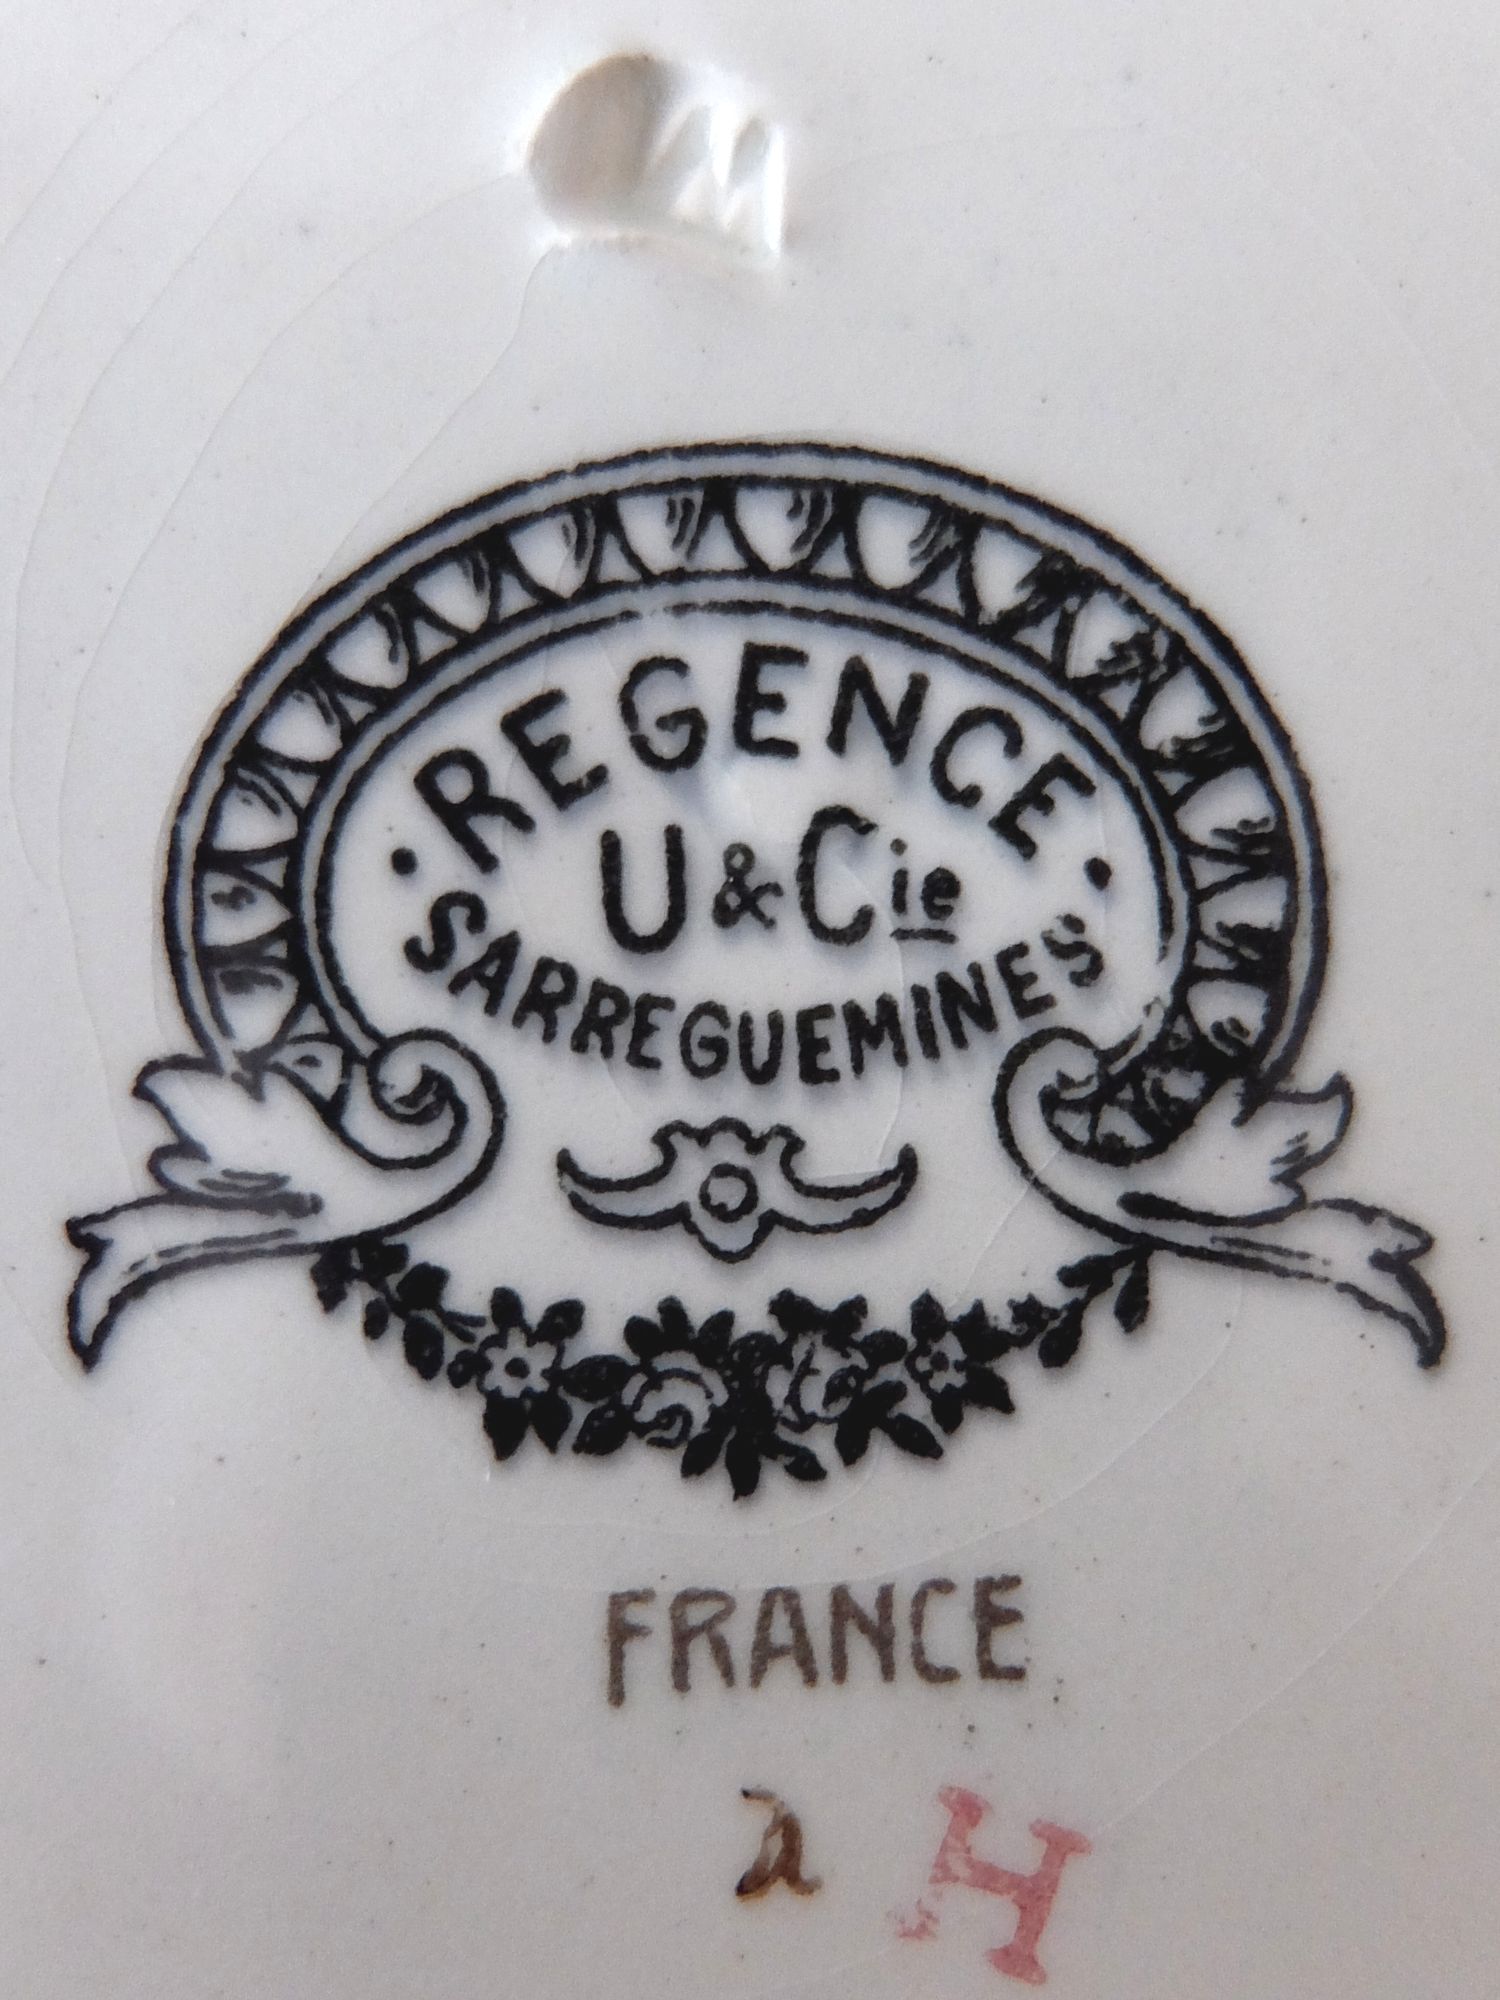 · REGENCE ·
U & Cie
SARREGUEMINES
FRANCE
a H